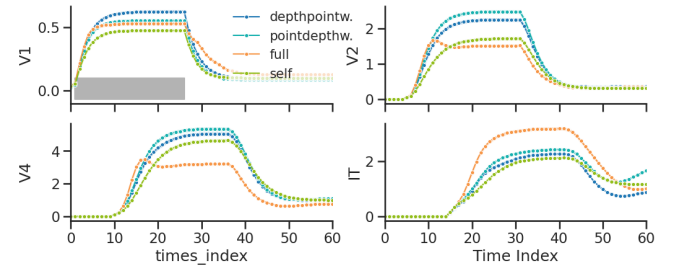 V1
0.5
0.0
depthpointw.
pointdepthw.
full
self
V2
2
1
0
V4
4
2
0
0 10 20 30 40 50 60
times_index
IT
2
0
0 10 20 30 40 50 60
Time Index